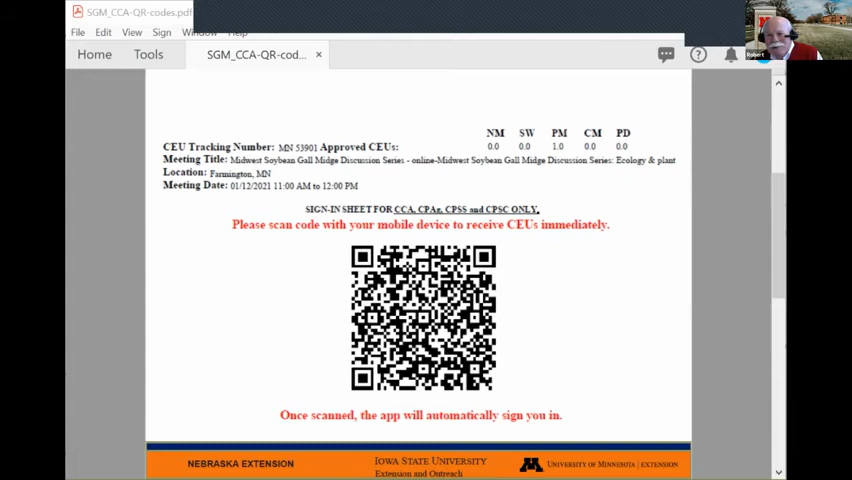 SGM_CCA-QR-codes.pdf
File Edit View Sign Window Help
Home Tools SGM_CCA-QR-cod... ×
Robert
NM SW PM CM PD
CEU Tracking Number: MN 53901 Approved CEUs: 0.0 0.0 1.0 0.0 0.0
Meeting Title: Midwest Soybean Gall Midge Discussion Series - online-Midwest Soybean Gall Midge Discussion Series: Ecology & plant
Location: Farmington, MN
Meeting Date: 01/12/2021 11:00 AM to 12:00 PM
SIGN-IN SHEET FOR CCA, CPAg, CPSS and CPSC ONLY.
Please scan code with your mobile device to receive CEUs immediately.
Once scanned, the app will automatically sign you in.
NEBRASKA EXTENSION
IOWA STATE UNIVERSITY
Extension and Outreach
M UNIVERSITY OF MINNESOTA | EXTENSION